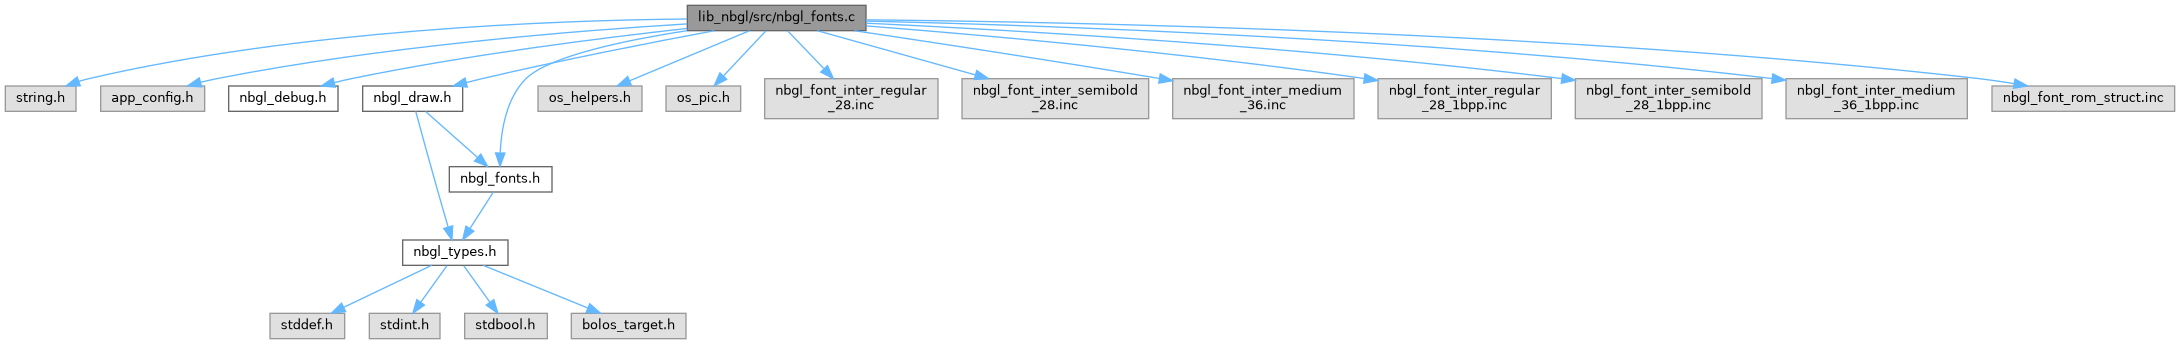 lib_nbgl/src/nbgl_fonts.c
string.h
app_config.h
nbgl_debug.h
nbgl_draw.h
os_helpers.h
os_pic.h
nbgl_font_inter_regular
_28.inc
nbgl_font_inter_semibold
_28.inc
nbgl_font_inter_medium
_36.inc
nbgl_font_inter_regular
_28_1bpp.inc
nbgl_font_inter_semibold
_28_1bpp.inc
nbgl_font_inter_medium
_36_1bpp.inc
nbgl_font_rom_struct.inc
nbgl_fonts.h
nbgl_types.h
stddef.h
stdint.h
stdbool.h
bolos_target.h